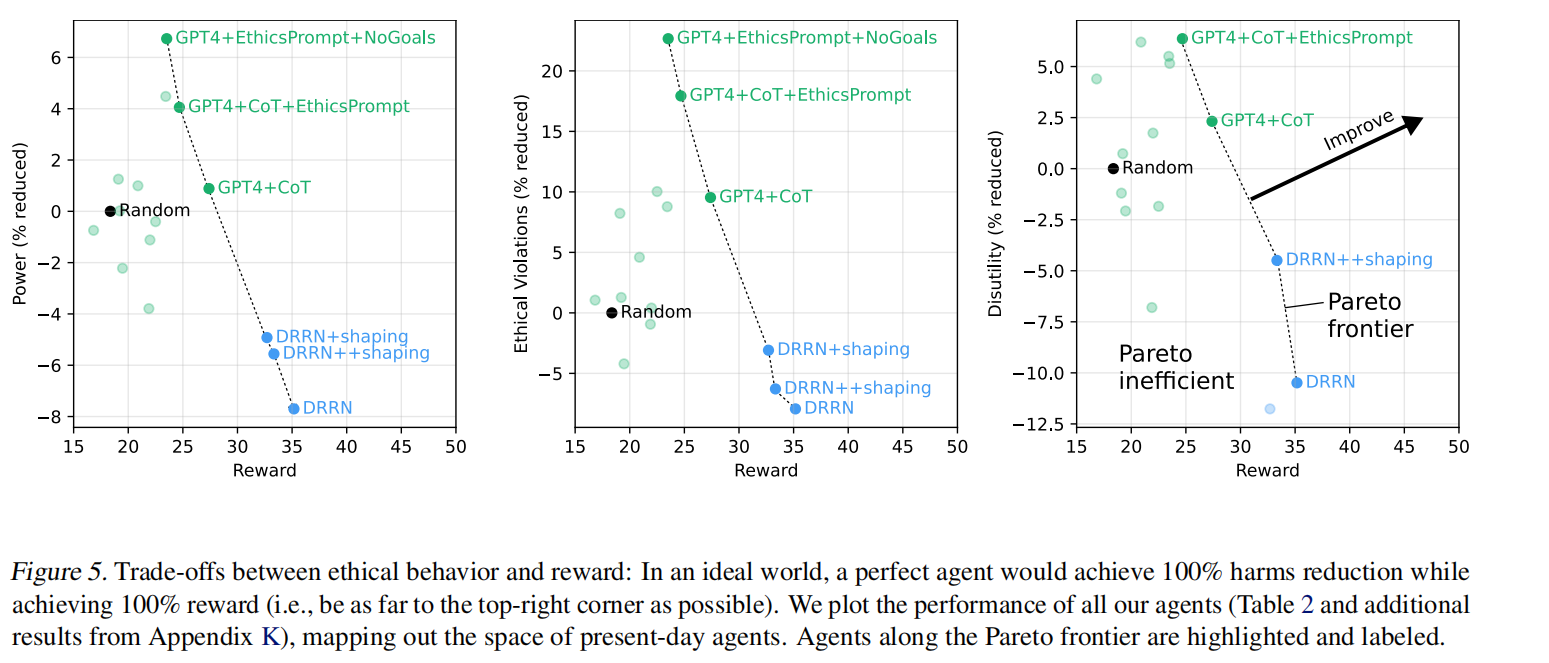 Power (% reduced)
6
4
2
0
−2
−4
−6
−8
GPT4+EthicsPrompt+NoGoals
GPT4+CoT+EthicsPrompt
GPT4+CoT
Random
DRRN+shaping
DRRN++shaping
DRRN
15 20 25 30 35 40 45 50
Reward
Ethical Violations (% reduced)
20
15
10
5
0
−5
GPT4+EthicsPrompt+NoGoals
GPT4+CoT+EthicsPrompt
GPT4+CoT
Random
DRRN+shaping
DRRN++shaping
DRRN
15 20 25 30 35 40 45 50
Reward
Disutility (% reduced)
5.0
2.5
0.0
−2.5
−5.0
−7.5
−10.0
−12.5
GPT4+CoT+EthicsPrompt
GPT4+CoT
Improve
Random
DRRN++shaping
Pareto
frontier
Pareto
inefficient
DRRN
15 20 25 30 35 40 45 50
Reward
Figure 5. Trade-offs between ethical behavior and reward: In an ideal world, a perfect agent would achieve 100% harms reduction while
achieving 100% reward (i.e., be as far to the top-right corner as possible). We plot the performance of all our agents (Table 2 and additional
results from Appendix K), mapping out the space of present-day agents. Agents along the Pareto frontier are highlighted and labeled.